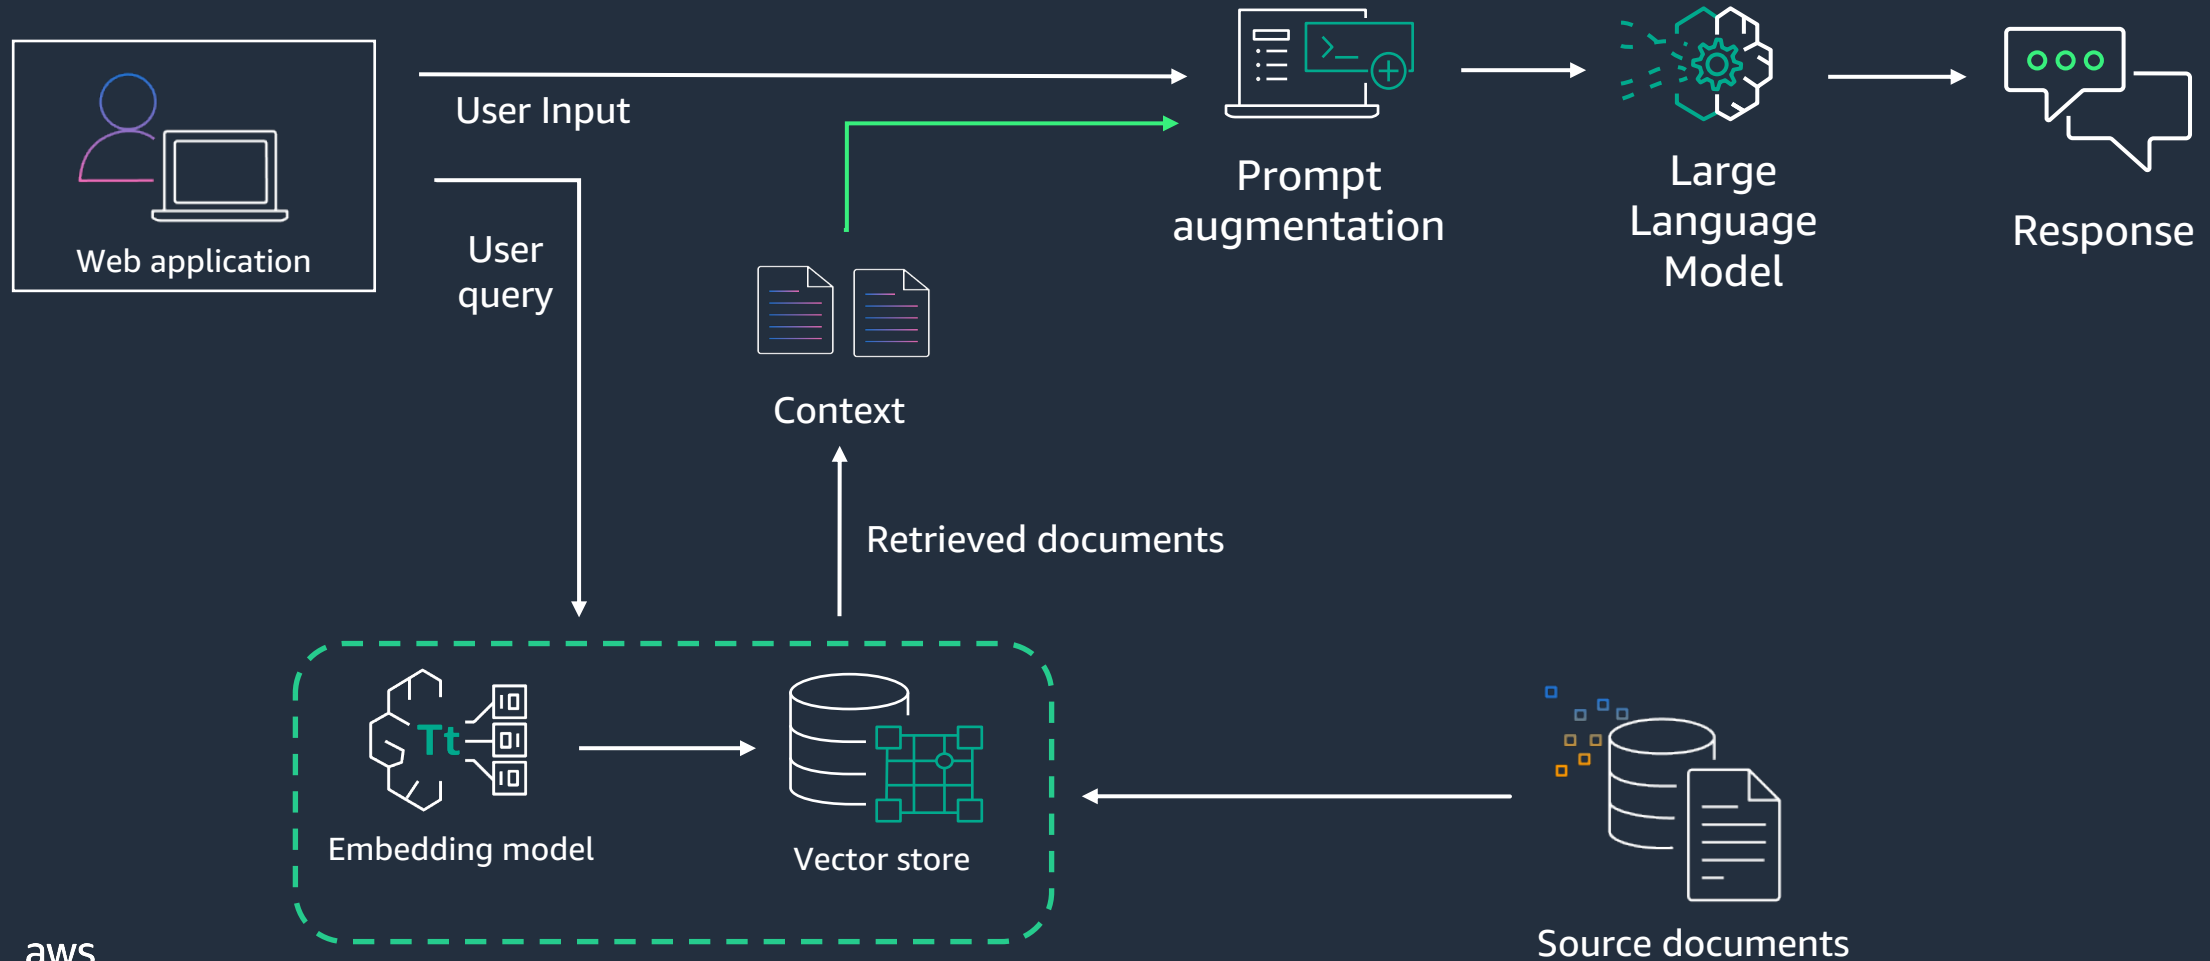 User Input
Web application
User
query
Prompt
augmentation
Large
Language
Model
Response
Context
Retrieved documents
Tt
Embedding model
Vector store
Source documents
aws